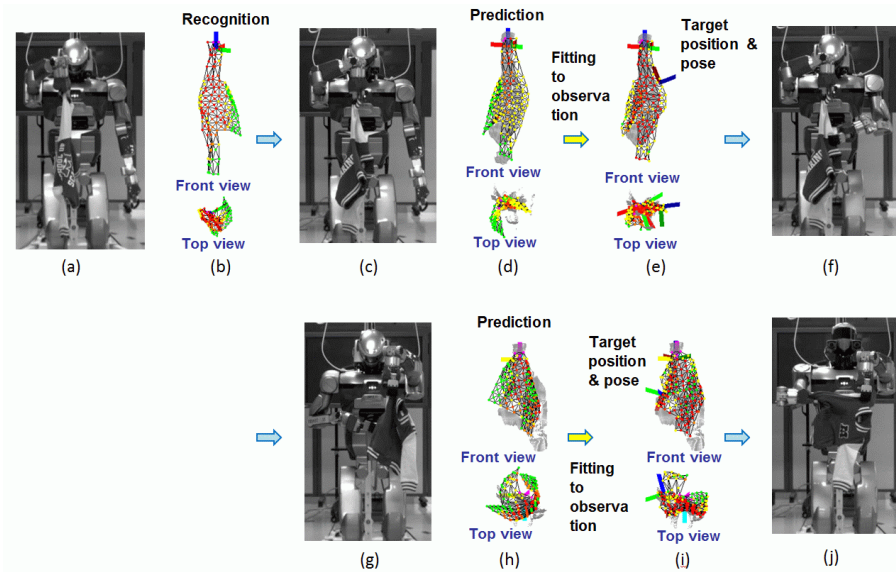 Recognition
Prediction
Target
position &
pose
Fitting
to
observa
tion
Front view
Front view
Front view
Top view
Top view
Top view
(a)
(b)
(c)
(d)
(e)
(f)
Prediction
Target
position
& pose
Front view
Front view
Fitting
to
observa
tion
Top view
Top view
(g)
(h)
(i)
(j)